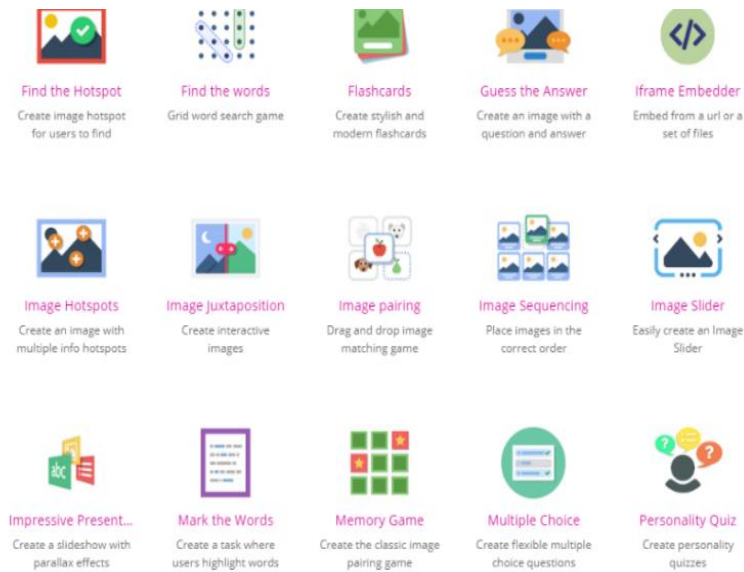 Find the Hotspot
Create image hotspot
for users to find
Find the words
Grid word search game
Flashcards
Create stylish and
modern flashcards
Guess the Answer
Create an image with a
question and answer
Iframe Embedder
Embed from a url or a
set of files
Image Hotspots
Create an image with
multiple info hotspots
Image Juxtaposition
Create interactive
images
Image pairing
Drag and drop image
matching game
Image Sequencing
Place images in the
correct order
Image Slider
Easily create an Image
Slider
abc
Impressive Present...
Create a slideshow with
parallax effects
Mark the Words
Create a task where
users highlight words
Memory Game
Create the classic image
pairing game
Multiple Choice
Create flexible multiple
choice questions
? ?
Personality Quiz
Create personality
quizzes